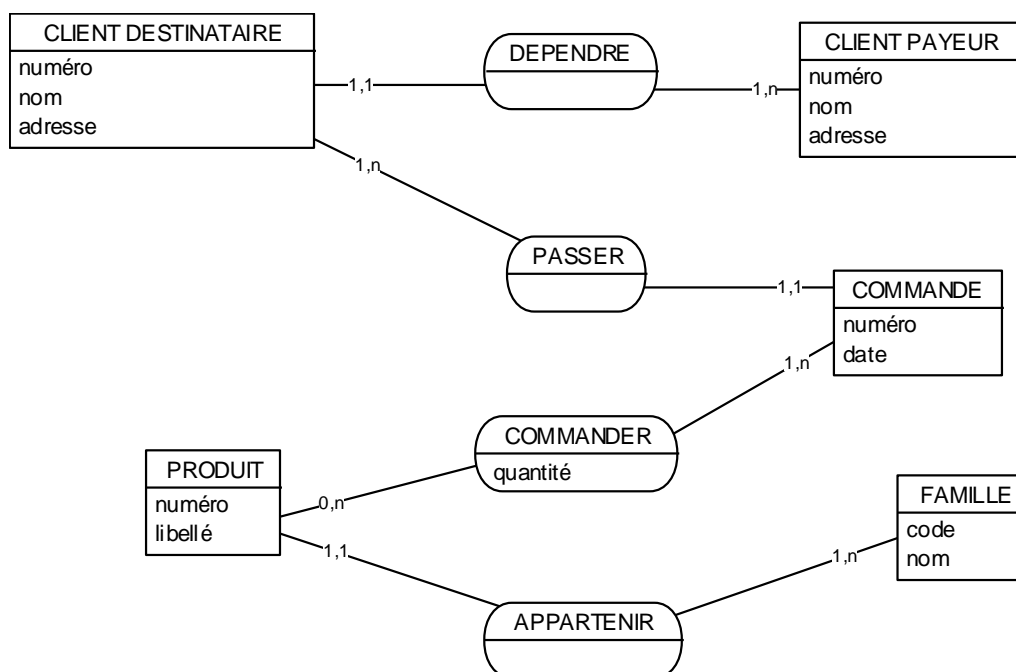 CLIENT DESTINATAIRE
numéro
nom
adresse
1,1
DEPENDRE
1,n
CLIENT PAYEUR
numéro
nom
adresse
1,n
PASSER
1,1
COMMANDE
numéro
date
1,n
COMMANDER
quantité
PRODUIT
numéro
libellé
0,n
1,1
APPARTENIR
1,n
FAMILLE
code
nom